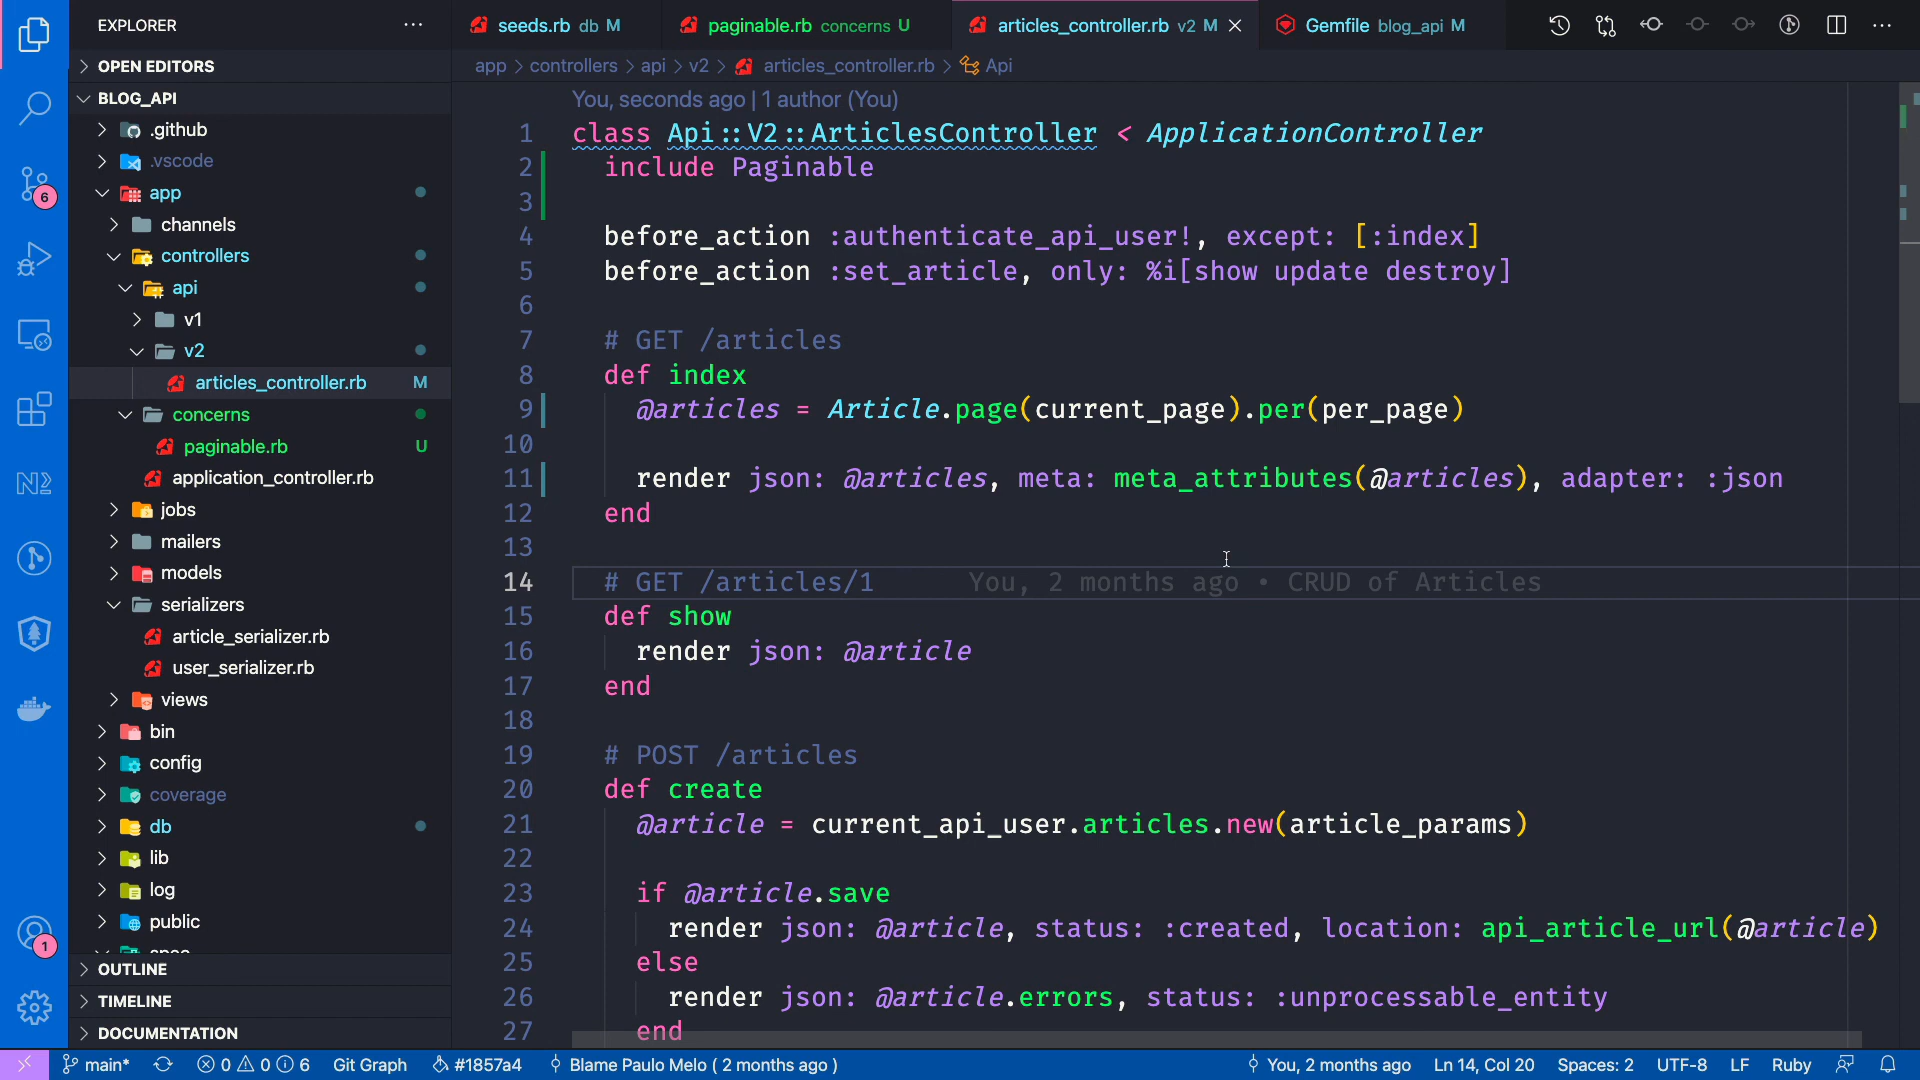 EXPLORER
OPEN EDITORS
BLOG_API
.github
.vscode
app
channels
controllers
api
v1
v2
articles_controller.rb M
concerns
paginable.rb U
application_controller.rb
jobs
mailers
models
serializers
article_serializer.rb
user_serializer.rb
views
bin
config
coverage
db
lib
log
public
OUTLINE
TIMELINE
DOCUMENTATION
6
1
seeds.rb db M
paginable.rb concerns U
articles_controller.rb v2 M
Gemfile blog_api M
app > controllers > api > v2 > articles_controller.rb > Api
You, seconds ago | 1 author (You)
1 class Api::V2::ArticlesController < ApplicationController
2 include Paginable
3
4 before_action :authenticate_api_user!, except: [:index]
5 before_action :set_article, only: %i[show update destroy]
6
7 # GET /articles
8 def index
9 @articles = Article.page(current_page).per(per_page)
10
11 render json: @articles, meta: meta_attributes(@articles), adapter: :json
12 end
13
14 # GET /articles/1 You, 2 months ago • CRUD of Articles
15 def show
16 render json: @article
17 end
18
19 # POST /articles
20 def create
21 @article = current_api_user.articles.new(article_params)
22
23 if @article.save
24 render json: @article, status: :created, location: api_article_url(@article)
25 else
26 render json: @article.errors, status: :unprocessable_entity
27 end
main* 0 0 6 Git Graph #1857a4 Blame Paulo Melo ( 2 months ago ) You, 2 months ago Ln 14, Col 20 Spaces: 2 UTF-8 LF Ruby